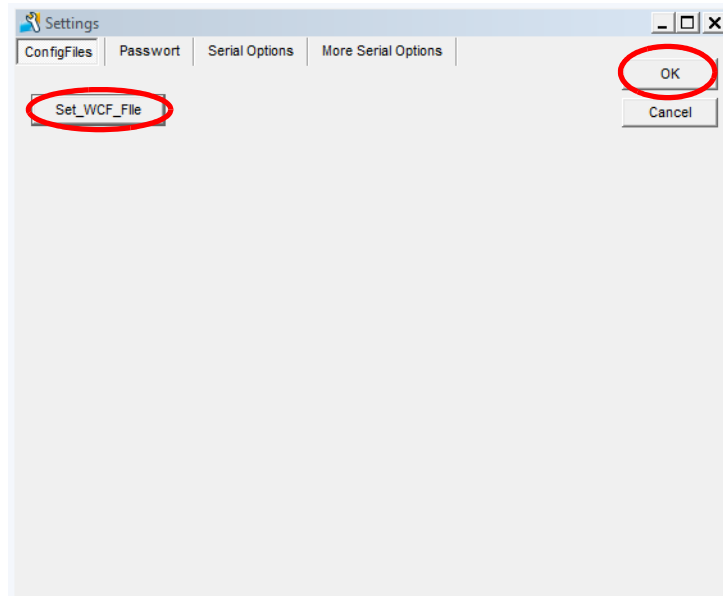 Settings
ConfigFiles Passwort Serial Options More Serial Options
OK
Set_WCF_FIle
Cancel